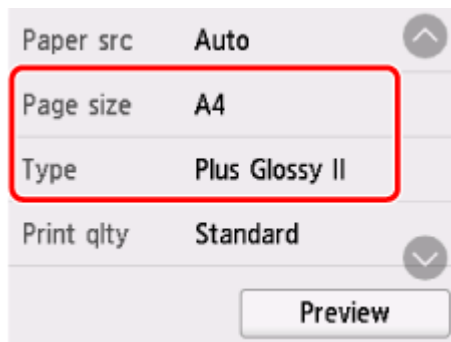 Paper src Auto
Page size A4
Type Plus Glossy II
Print qlty Standard
Preview